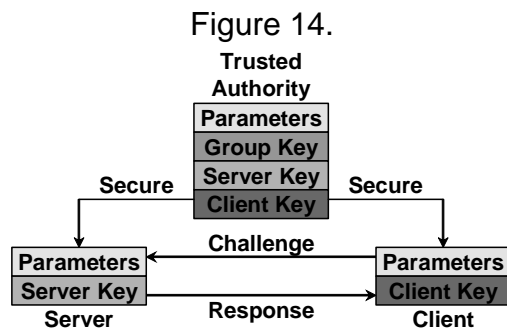 Figure 14.
Trusted
Authority
Parameters
Group Key
Server Key
Client Key
Secure
Secure
Challenge
Parameters
Server Key
Server
Response
Parameters
Client Key
Client